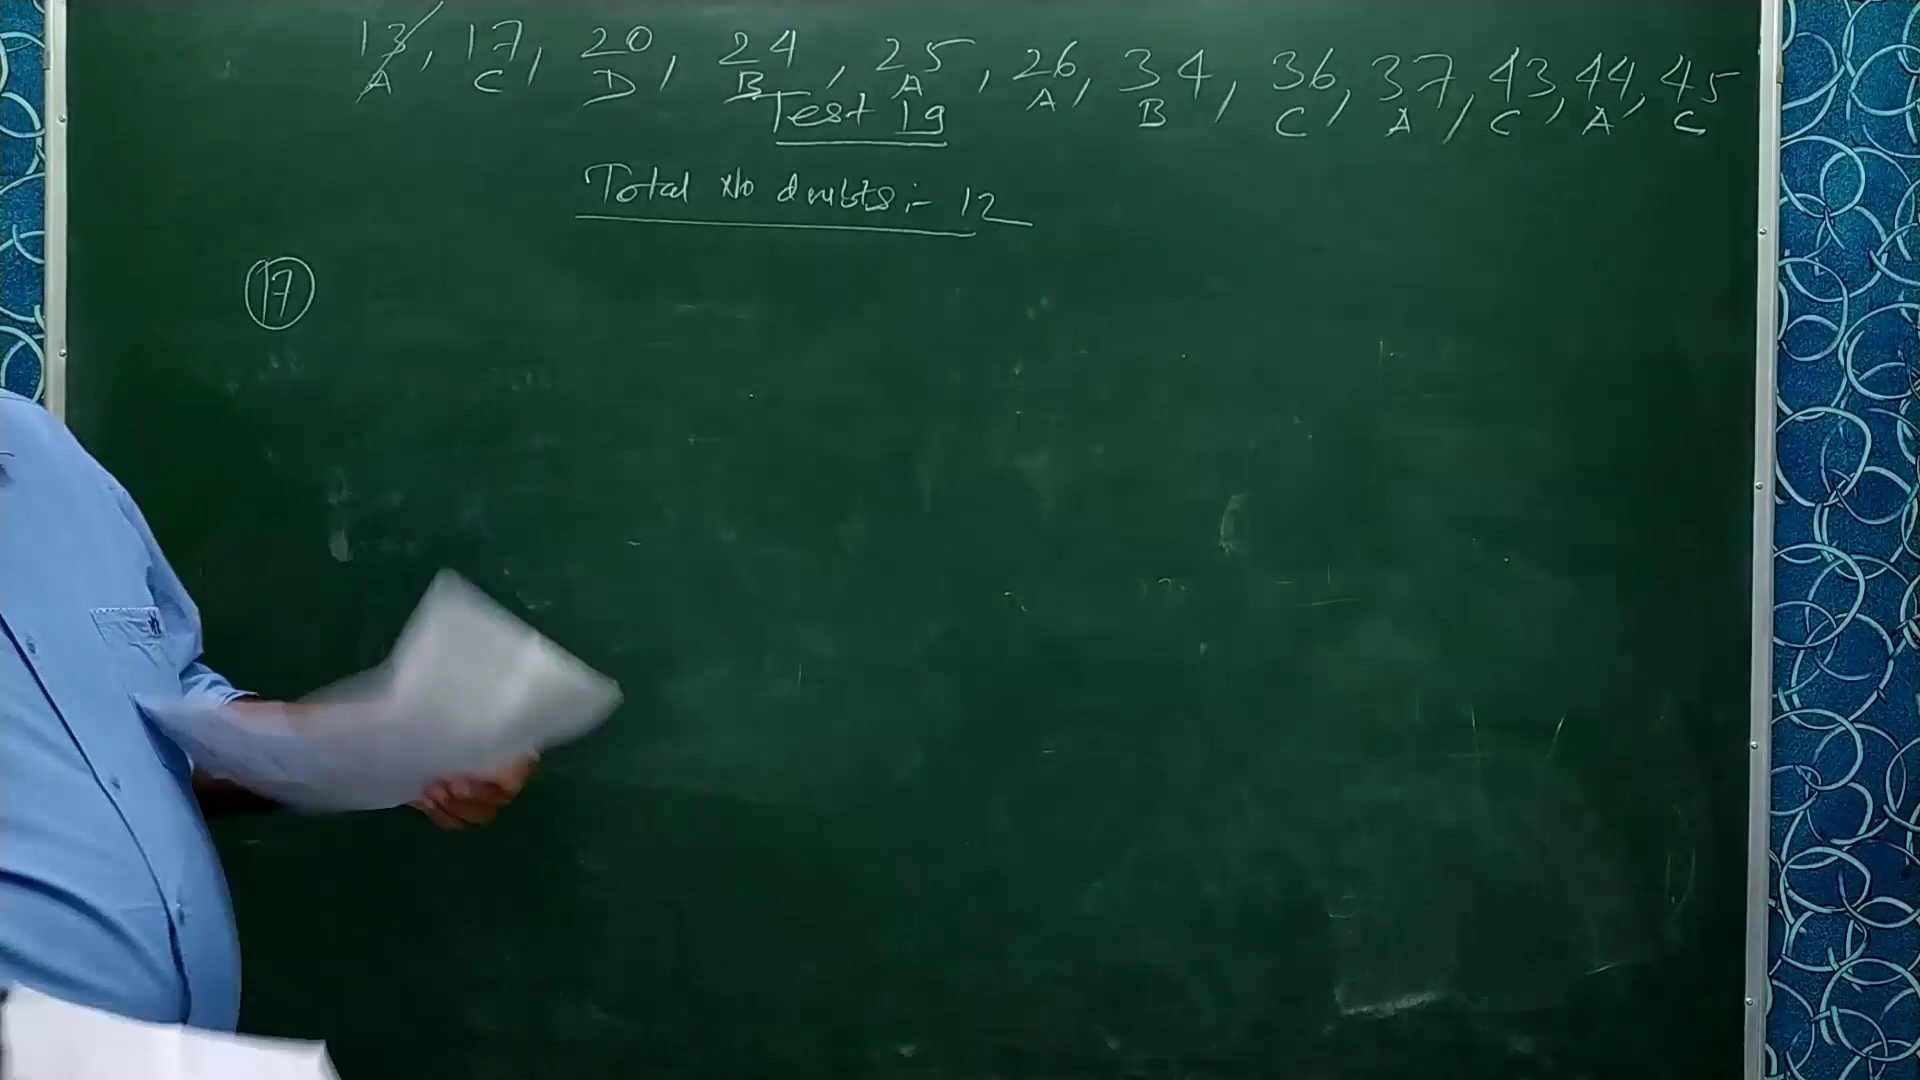 13, 17, 20, 24, 25, 26, 34, 36, 37, 43, 44, 45
A C D B A A B C A C A C
Test 19
Total No doubts :- 12
17